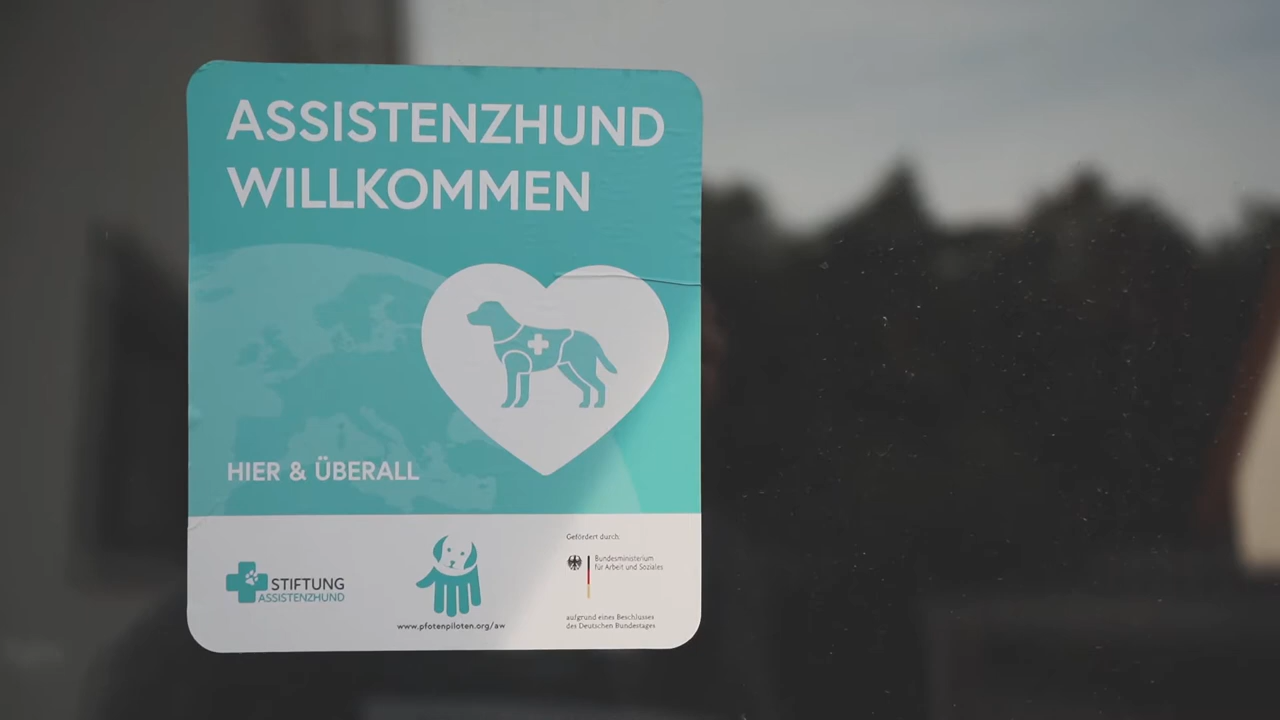 ASSISTENZHUND
WILLKOMMEN
HIER & ÜBERALL
STIFTUNG
ASSISTENZHUND
www.pfotenpiloten.org/aw
Gefördert durch:
Bundesministerium
für Arbeit und Soziales
aufgrund eines Beschlusses
des Deutschen Bundestages